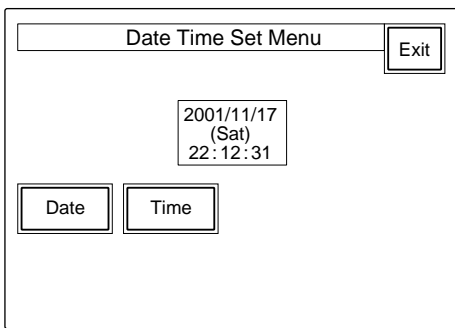 Date Time Set Menu
Exit
2001/11/17
(Sat)
22:12:31
Date
Time